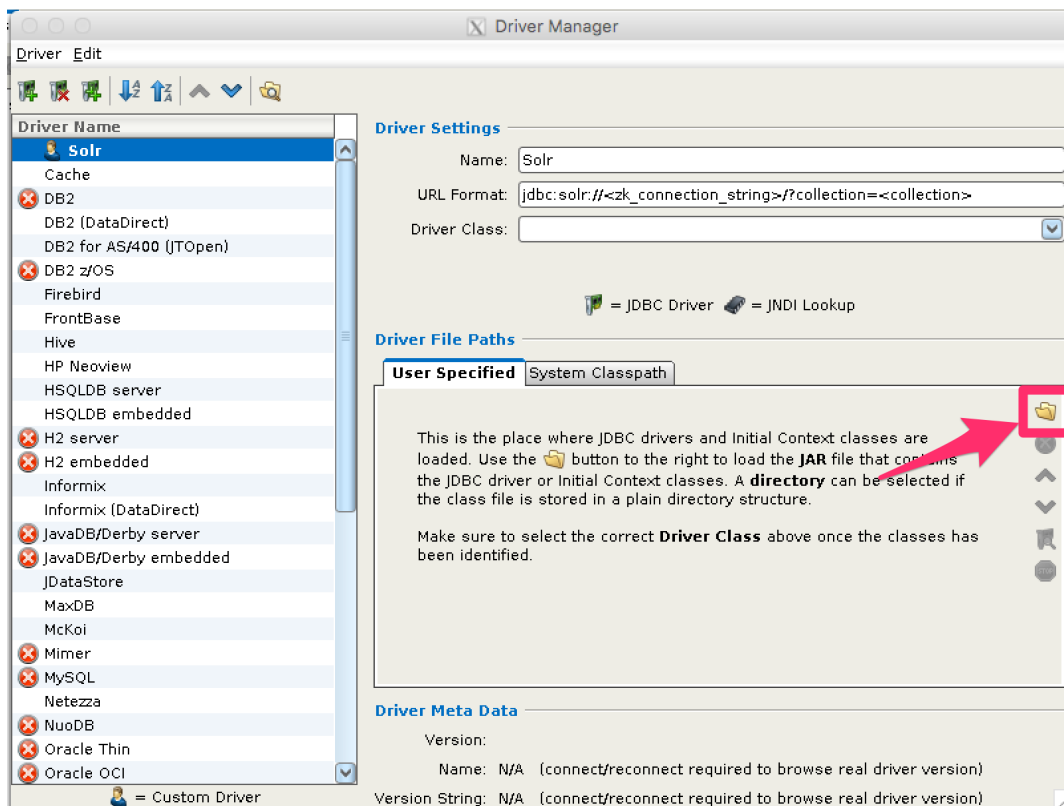 Driver Manager
Driver Edit
Driver Name
Solr
Cache
DB2
DB2 (DataDirect)
DB2 for AS/400 (JTOpen)
DB2 z/OS
Firebird
FrontBase
Hive
HP Neoview
HSQLDB server
HSQLDB embedded
H2 server
H2 embedded
Informix
Informix (DataDirect)
JavaDB/Derby server
JavaDB/Derby embedded
JDataStore
MaxDB
McKoi
Mimer
MySQL
Netezza
NuoDB
Oracle Thin
Oracle OCI
= Custom Driver
Driver Settings
Name: Solr
URL Format: jdbc:solr://<zk_connection_string>/?collection=<collection>
Driver Class:
= JDBC Driver = JNDI Lookup
Driver File Paths
User Specified System Classpath
This is the place where JDBC drivers and Initial Context classes are
loaded. Use the button to the right to load the JAR file that contains
the JDBC driver or Initial Context classes. A directory can be selected if
the class file is stored in a plain directory structure.
Make sure to select the correct Driver Class above once the classes has
been identified.
Driver Meta Data
Version:
Name: N/A (connect/reconnect required to browse real driver version)
Version String: N/A (connect/reconnect required to browse real driver version)